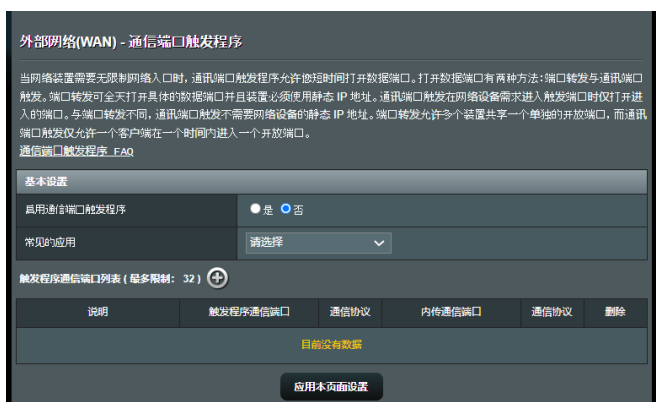 外部网络(WAN) - 通信端口触发程序
当网络装置需要无限制网络入口时，通讯端口触发程序允许您短时间打开数据端口。打开数据端口有两种方法：端口转发与通讯端口
触发。端口转发可全天打开具体的数据端口并且装置必须使用静态 IP 地址。通讯端口触发在网络设备需求进入触发端口时仅打开进
入的端口。与端口转发不同，通讯端口触发不需要网络设备的静态 IP 地址。端口转发允许多个装置共享一个单独的开放端口，而通讯
端口触发仅允许一个客户端在一个时间内进入一个开放端口。
通信端口触发程序 FAQ
基本设置
启用通信端口触发程序 是 否
常见的应用 请选择
触发程序通信端口列表 ( 最多限制: 32 )
说明 触发程序通信端口 通信协议 内传通信端口 通信协议 删除
目前没有数据
应用本页面设置